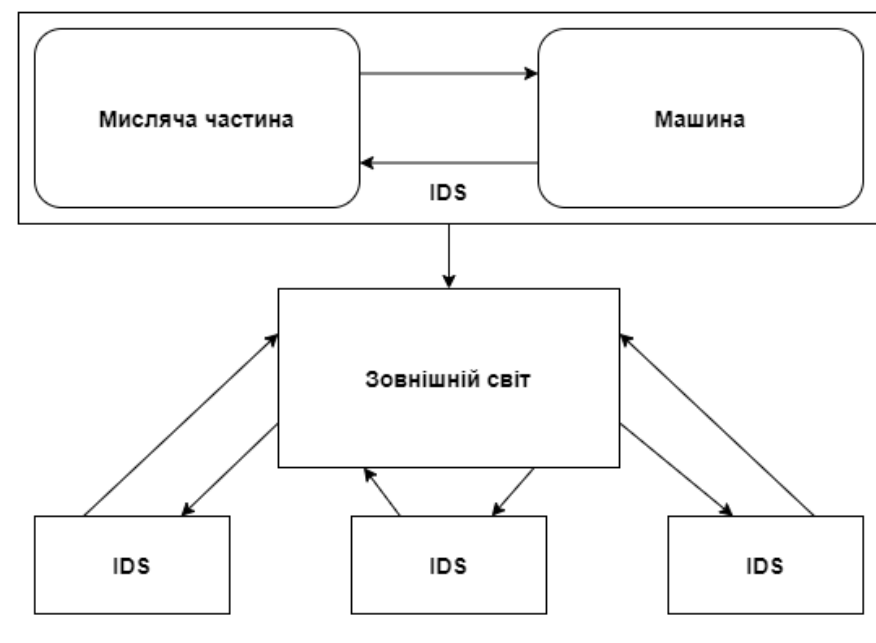 Мисляча частина
Машина
IDS
Зовнішній світ
IDS
IDS
IDS